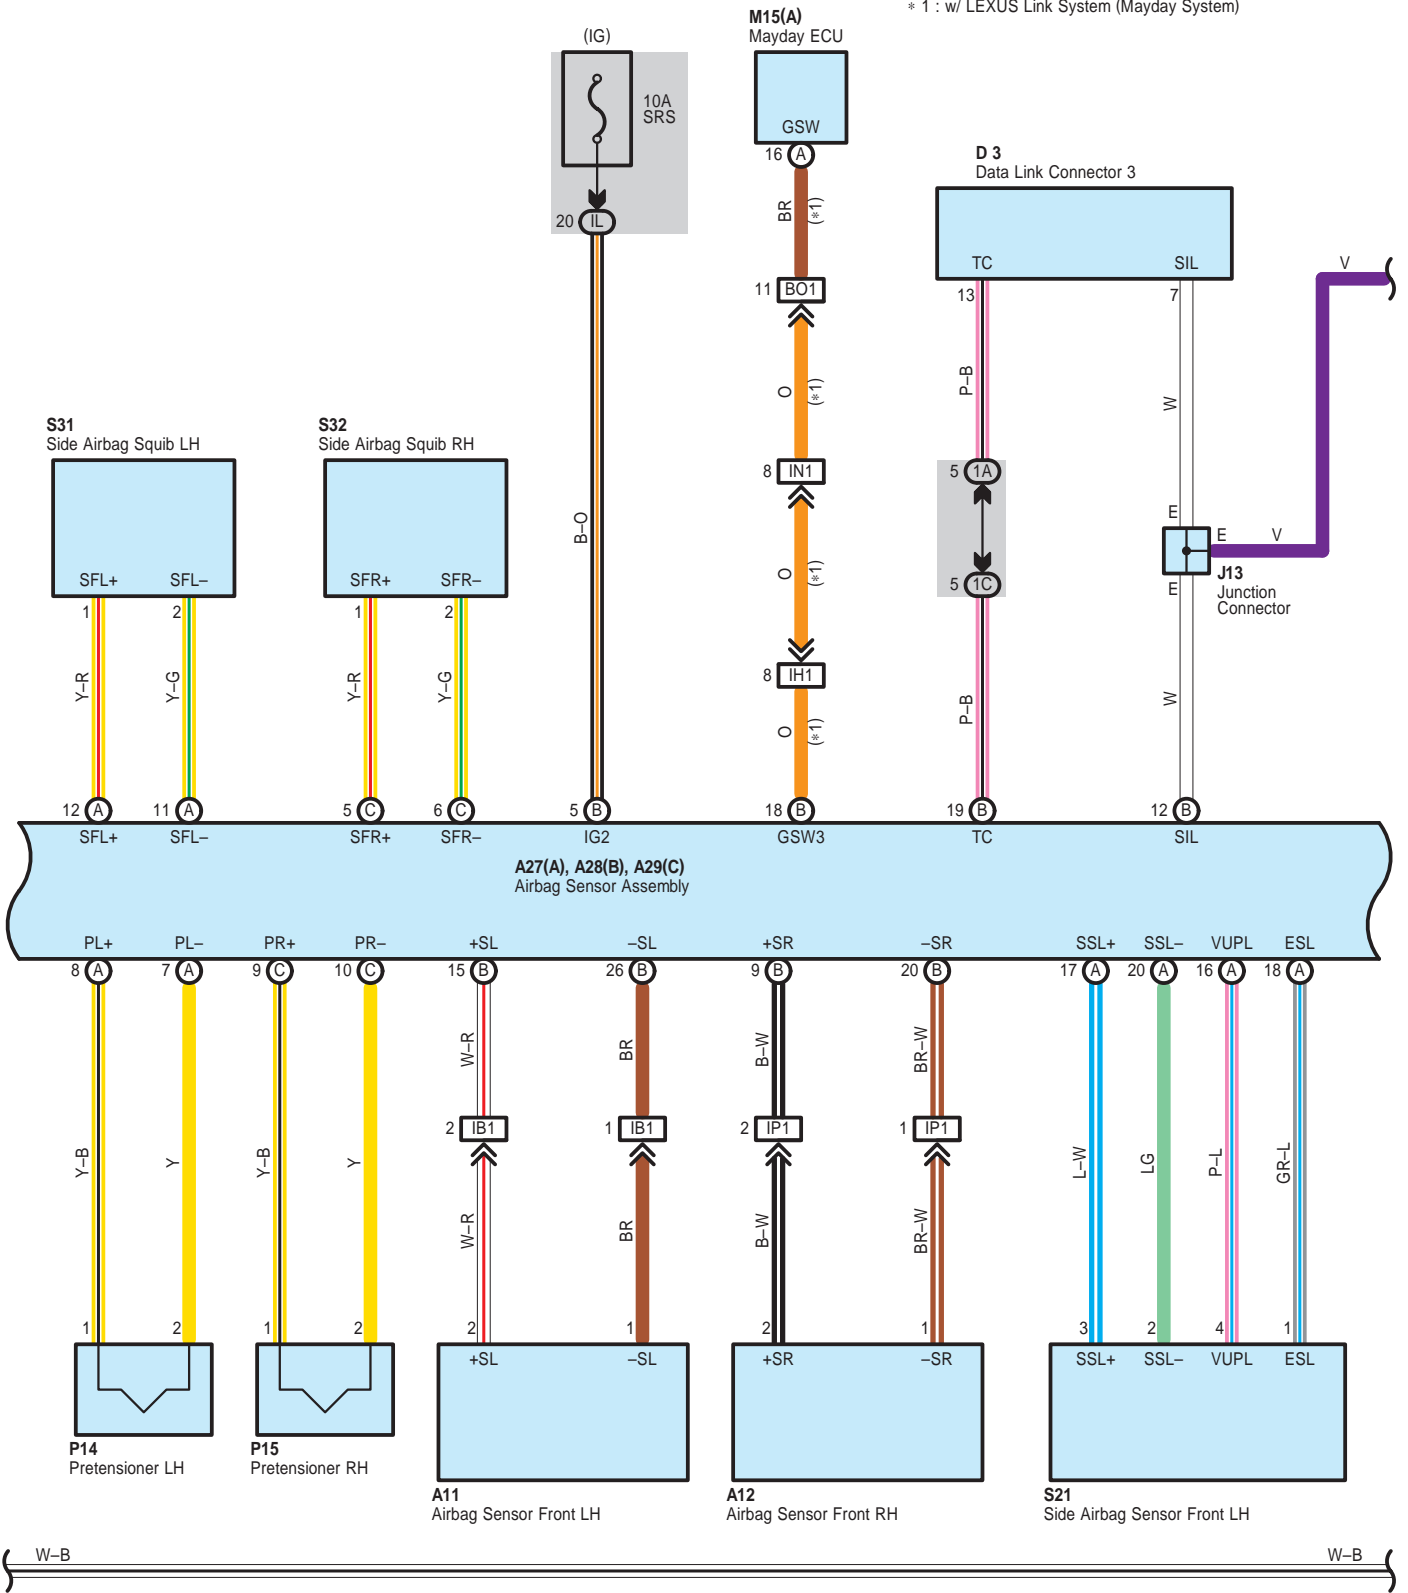 * 1 : w/ LEXUS Link System (Mayday System)
M15(A)
Mayday ECU
(IG)
10A
SRS
GSW
16 A
20 IL
BR
(*1)
D 3
Data Link Connector 3
TC
SIL
13
7
V
11 BO1
O
(*1)
P–B
W
S31
Side Airbag Squib LH
S32
Side Airbag Squib RH
8 IN1
5 1A
B–O
E
E
V
O
(*1)
J13
Junction
Connector
5 1C
E
SFL+
SFL–
SFR+
SFR–
1
2
1
2
Y–R
Y–G
Y–R
Y–G
8 IH1
O
(*1)
P–B
W
12 A
11 A
5 C
6 C
5 B
18 B
19 B
12 B
SFL+
SFL–
SFR+
SFR–
IG2
GSW3
TC
SIL
A27(A), A28(B), A29(C)
Airbag Sensor Assembly
PL+
PL–
PR+
PR–
+SL
–SL
+SR
–SR
SSL+
SSL–
VUPL
ESL
8 A
7 A
9 C
10 C
15 B
26 B
9 B
20 B
17 A
20 A
16 A
18 A
W–R
BR
B–W
BR–W
2 IB1
1 IB1
2 IP1
1 IP1
Y–B
Y
Y–B
Y
L–W
LG
P–L
GR–L
W–R
BR
B–W
BR–W
1
2
1
2
2
1
2
1
3
2
4
1
+SL
–SL
+SR
–SR
SSL+
SSL–
VUPL
ESL
P14
Pretensioner LH
P15
Pretensioner RH
A11
Airbag Sensor Front LH
A12
Airbag Sensor Front RH
S21
Side Airbag Sensor Front LH
W–B
W–B